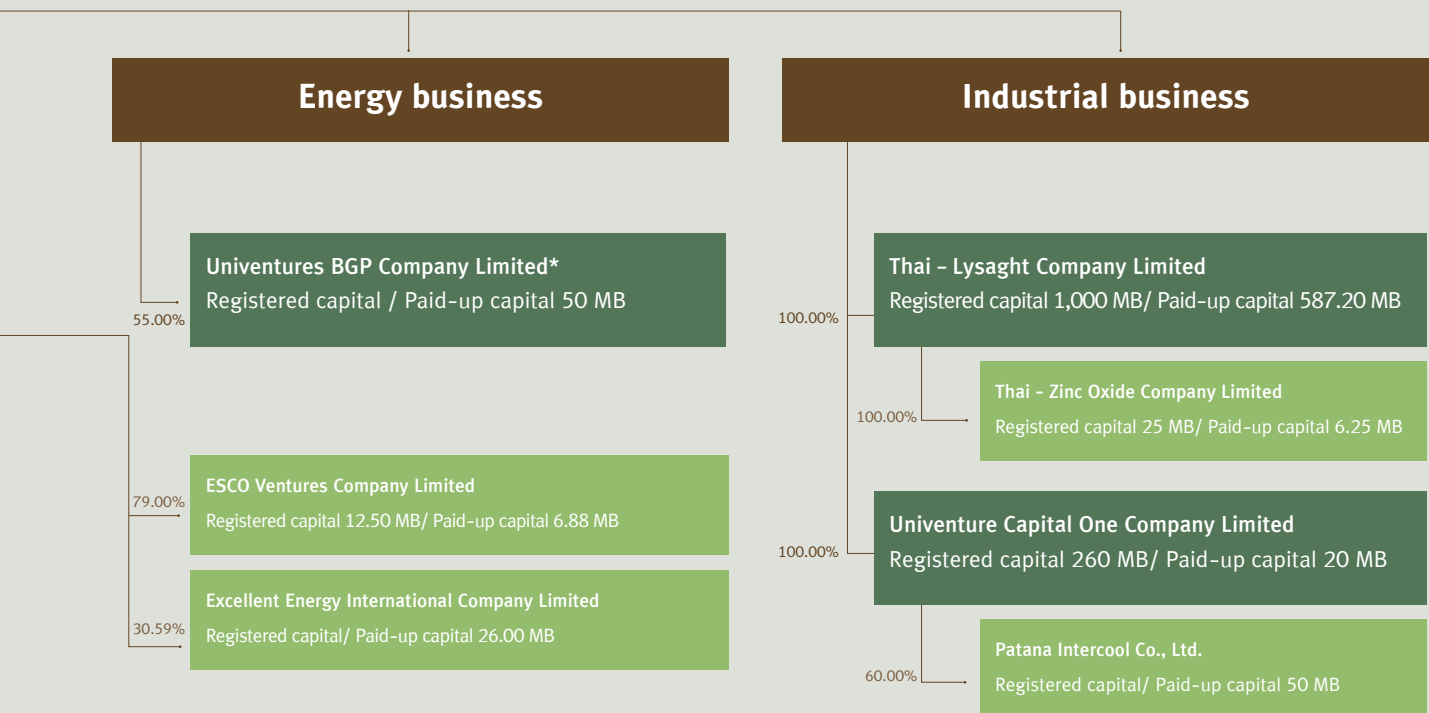 Energy business
55.00%
Univentures BGP Company Limited*
Registered capital / Paid-up capital 50 MB
79.00%
ESCO Ventures Company Limited
Registered capital 12.50 MB/ Paid-up capital 6.88 MB
30.59%
Excellent Energy International Company Limited
Registered capital/ Paid-up capital 26.00 MB
Industrial business
100.00%
Thai - Lysaght Company Limited
Registered capital 1,000 MB/ Paid-up capital 587.20 MB
100.00%
Thai - Zinc Oxide Company Limited
Registered capital 25 MB/ Paid-up capital 6.25 MB
100.00%
Univenture Capital One Company Limited
Registered capital 260 MB/ Paid-up capital 20 MB
60.00%
Patana Intercool Co., Ltd.
Registered capital/ Paid-up capital 50 MB